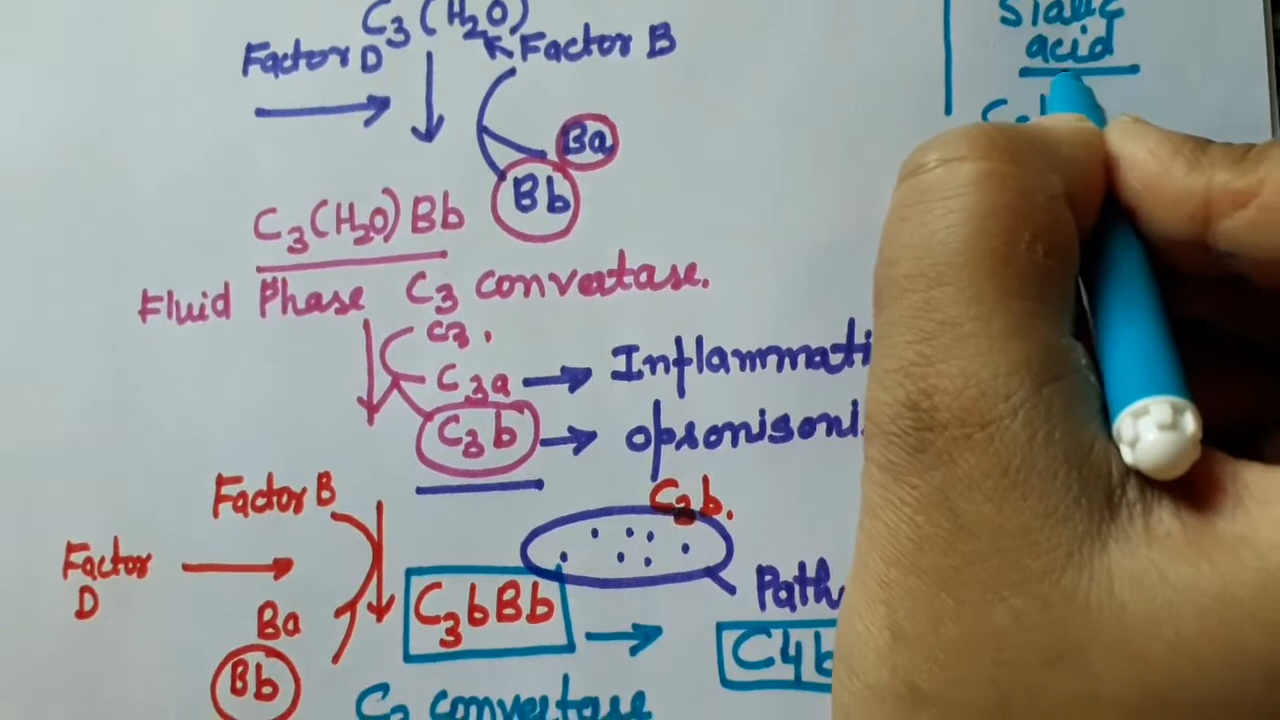 C3(H2O)
Factor D
Factor B
Ba
Bb
C3(H2O)Bb
Fluid Phase C3 convertase.
C3.
C3a → Inflammati
C3b → opsonisoni
Factor B
C3b.
Factor D
Ba
Bb
C3bBb
Path
C4b
C3 convertase
Sialic
acid